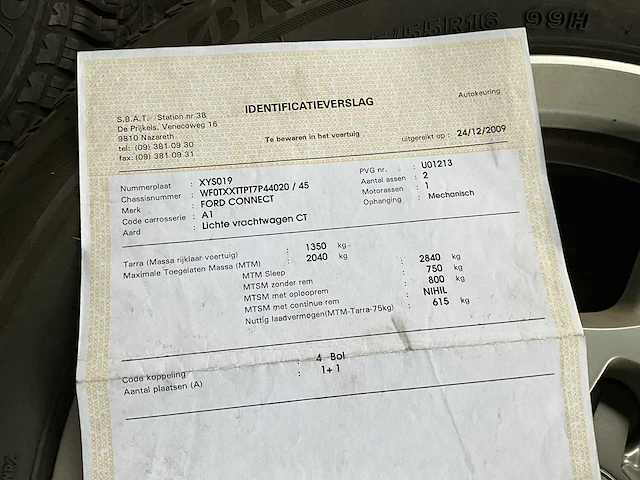 55R16 99H
IDENTIFICATIEVERSLAG
Autokeuring
S.B.A.T. Station nr 38
De Prijkels, Venecoweg 16
9810 Nazareth
tel: (09) 381 09 30
fax: (09) 381 09 31
Te bewaren in het voertuig
uitgereikt op : 24/12/2009
Nummerplaat : XYS019
Chassisnummer : WF0TXXTTPT7P44020 / 45
Merk : FORD CONNECT
Code carrosserie : A1
Aard : Lichte vrachtwagen CT
PVG nr. : U01213
Aantal assen : 2
Motorassen : 1
Ophanging : Mechanisch
Tarra (Massa rijklaar voertuig) : 1350 kg
Maximale Toegelaten Massa (MTM) : 2040 kg
MTM Sleep : 2840 kg
MTSM zonder rem : 750 kg
MTSM met oplooprem : 800 kg
MTSM met continue rem : NIHIL
Nuttig laadvermogen(MTM-Tarra-75kg) : 615 kg
Code koppeling : 4 Bol
Aantal plaatsen (A) : 1+1